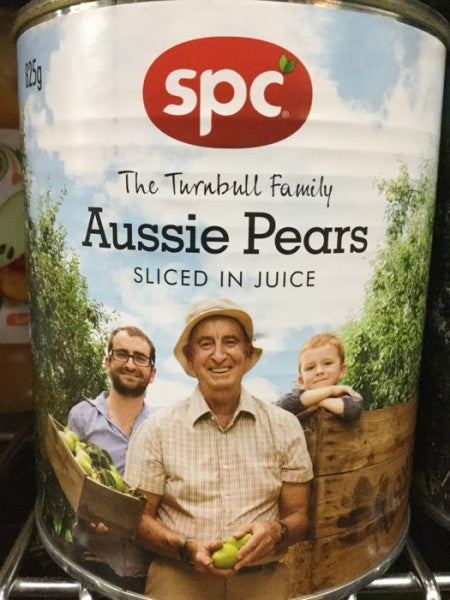 825g
spc®
The Turnbull Family
Aussie Pears
SLICED IN JUICE